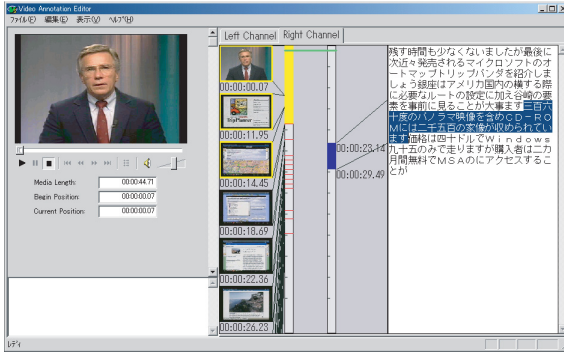 Video Annotation Editor
ファイル(F) 編集(E) 表示(V) ヘルプ(H)
Left Channel Right Channel
00:00:00.07
TripPlanner
00:00:11.95
00:00:14.45
00:00:18.69
00:00:22.36
00:00:26.23
Media Length: 00:00:44.71
Begin Position: 00:00:00.07
Current Position: 00:00:00.07
00:00:23.14
00:00:29.49
残す時間も少なくないましたが最後に
次近々発売されるマイクロソフトのオ
ートマップトリップパンダを紹介しま
しょう銀座はアメリカ国内の横する際
に必要なルートの設定に加え谷崎の要
素を事前に見ることが大事ます三百六
十度のパノラマ映像を含めCD－RO
Mには二千五百の家像が収められてい
ます価格は四十ドルでWindows
九十五のみで走りますが購入者は二カ
月間無料でMSAのにアクセスするこ
とが
ﾚﾃﾞｨ